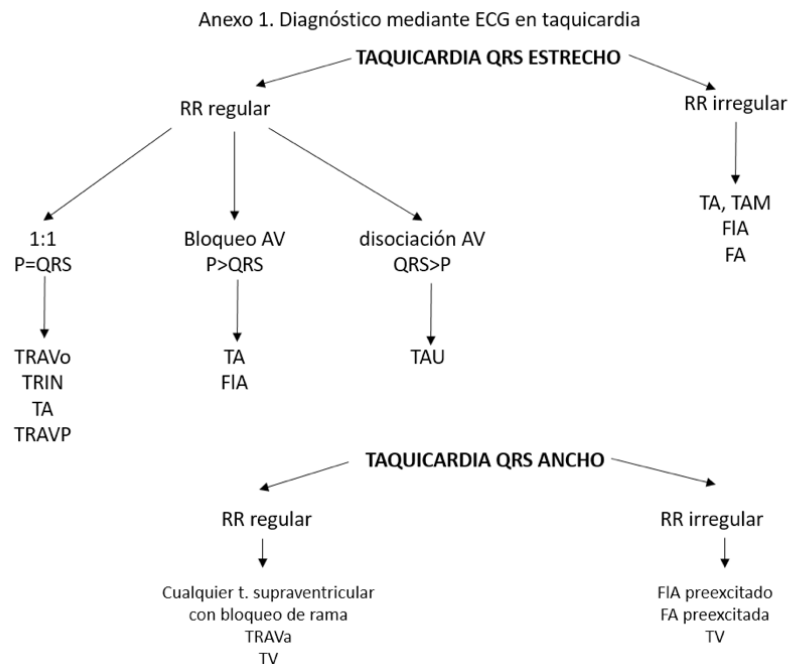 Anexo 1. Diagnóstico mediante ECG en taquicardia
TAQUICARDIA QRS ESTRECHO
RR regular
RR irregular
1:1
P=QRS
Bloqueo AV
P>QRS
disociación AV
QRS>P
TA, TAM
FlA
FA
TRAVo
TRIN
TA
TRAVP
TA
FlA
TAU
TAQUICARDIA QRS ANCHO
RR regular
RR irregular
Cualquier t. supraventricular
con bloqueo de rama
TRAVa
TV
FlA preexcitado
FA preexcitada
TV